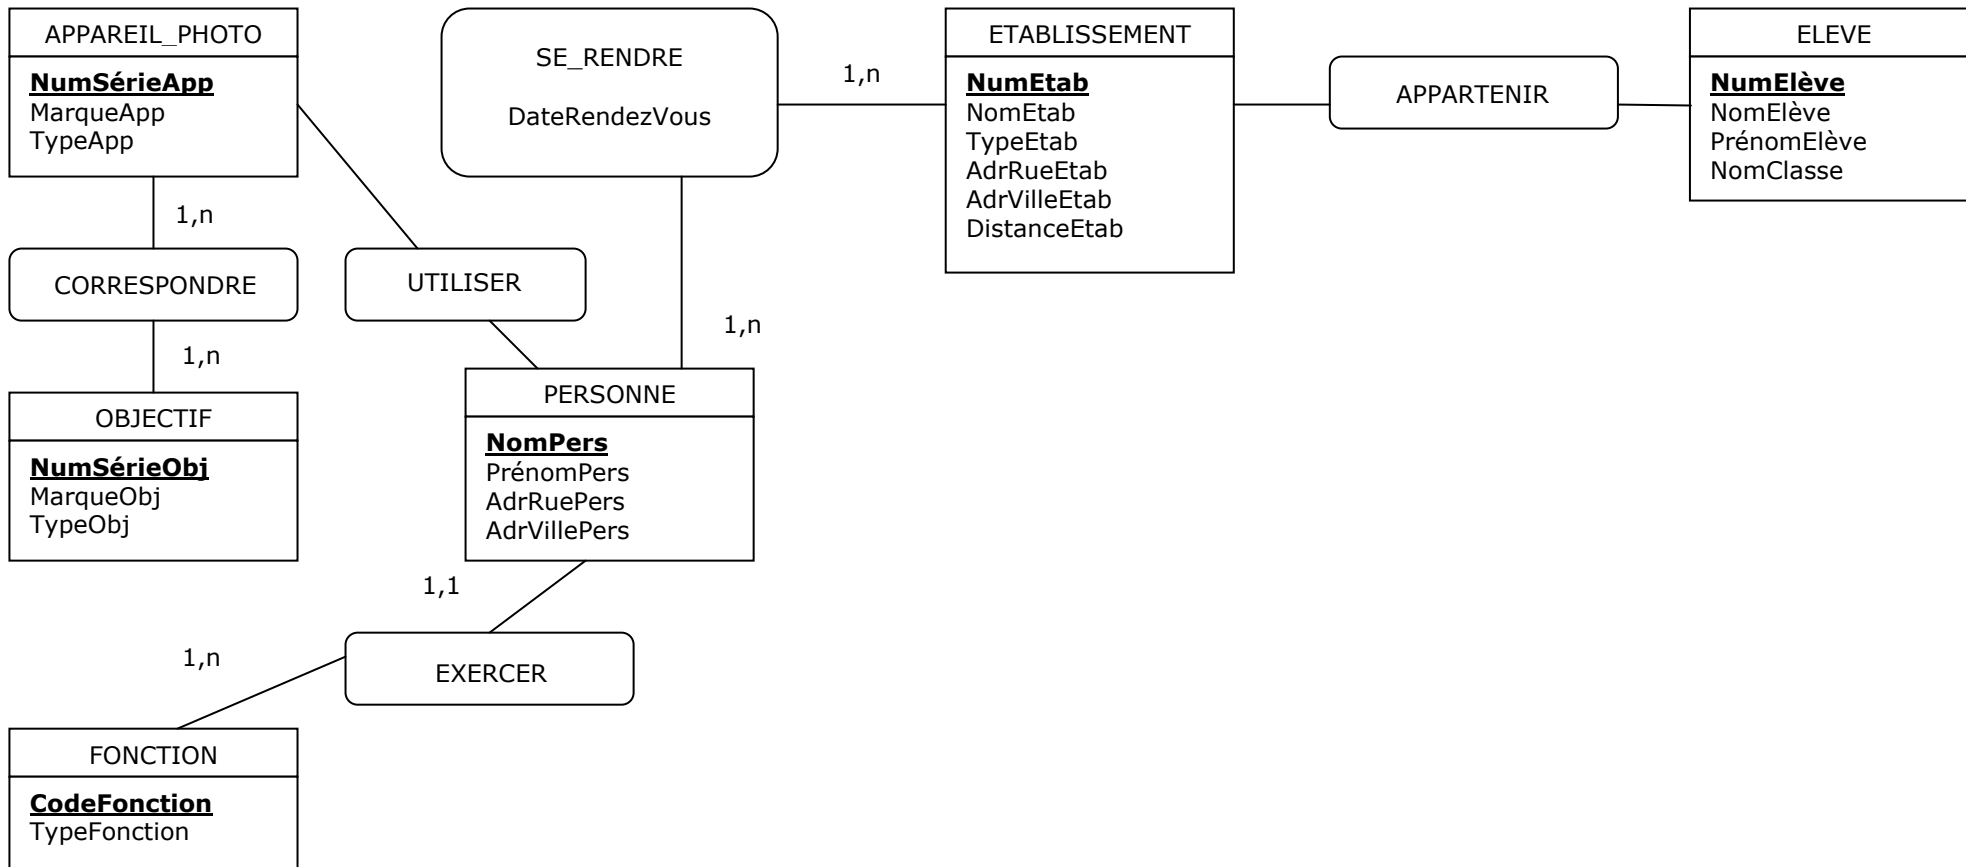 APPAREIL_PHOTO
NumSérieApp
MarqueApp
TypeApp
SE_RENDRE
DateRendezVous
1,n
ETABLISSEMENT
NumEtab
NomEtab
TypeEtab
AdrRueEtab
AdrVilleEtab
DistanceEtab
APPARTENIR
ELEVE
NumElève
NomElève
PrénomElève
NomClasse
1,n
CORRESPONDRE
UTILISER
1,n
1,n
OBJECTIF
NumSérieObj
MarqueObj
TypeObj
PERSONNE
NomPers
PrénomPers
AdrRuePers
AdrVillePers
1,1
1,n
EXERCER
FONCTION
CodeFonction
TypeFonction